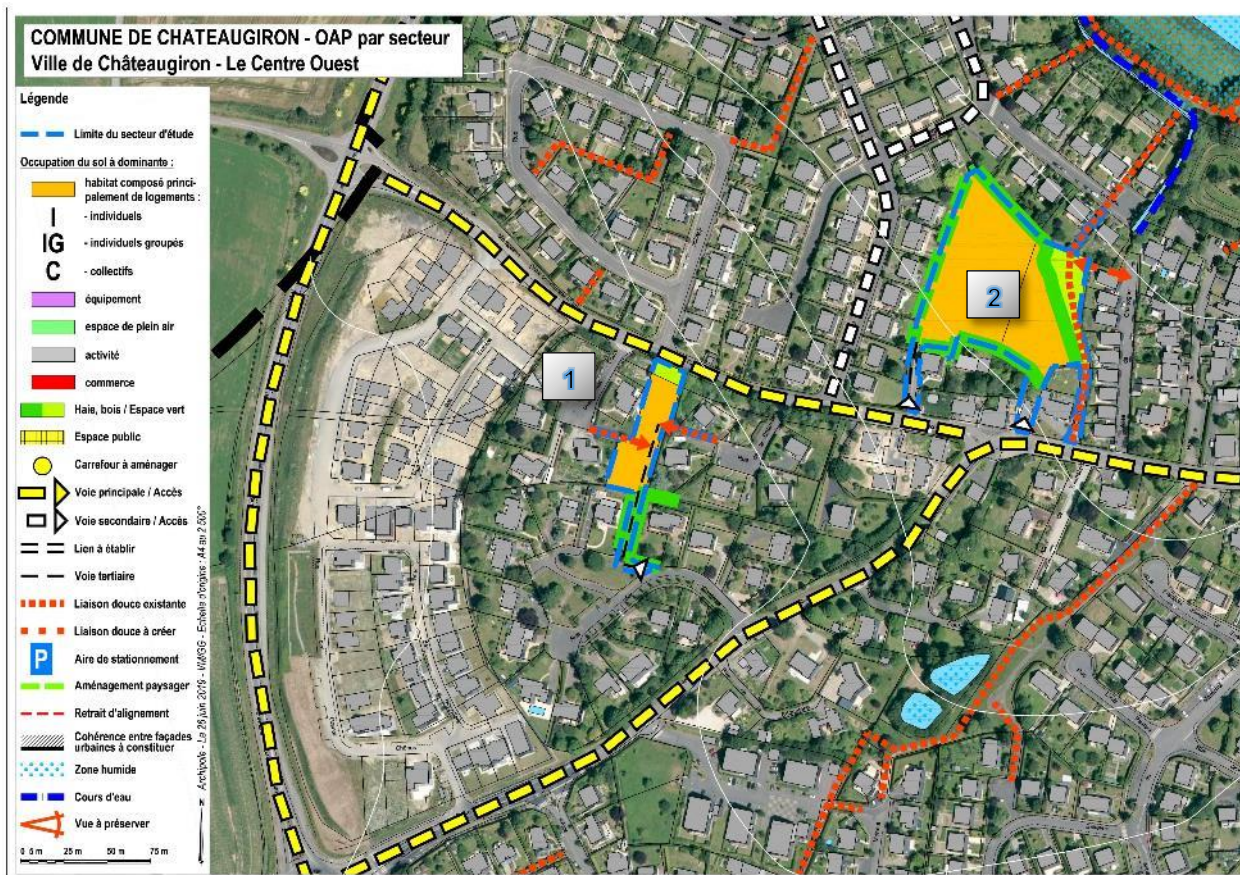 COMMUNE DE CHATEAUGIRON - OAP par secteur
Ville de Châteaugiron - Le Centre Ouest
Légende
Limite du secteur d'étude
Occupation du sol à dominante :
habitat composé princi-
palement de logements :
I - individuels
IG - individuels groupés
C - collectifs
équipement
espace de plein air
activité
commerce
Haie, bois / Espace vert
Espace public
Carrefour à aménager
Voie principale / Accès
Voie secondaire / Accès
Lien à établir
Voie tertiaire
Liaison douce existante
Liaison douce à créer
P Aire de stationnement
Aménagement paysager
Retrait d'alignement
Cohérence entre façades
urbaines à constituer
Zone humide
Cours d'eau
Vue à préserver
0 5 m 25 m 50 m 75 m
N
1
2